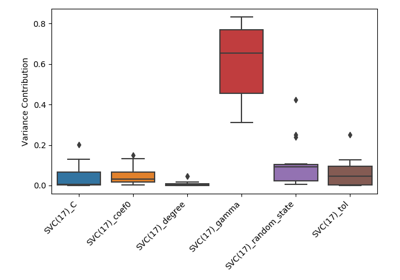 Variance Contribution
0.8
0.6
0.4
0.2
0.0
SVC(17)_C
SVC(17)_coef0
SVC(17)_degree
SVC(17)_gamma
SVC(17)_random_state
SVC(17)_tol